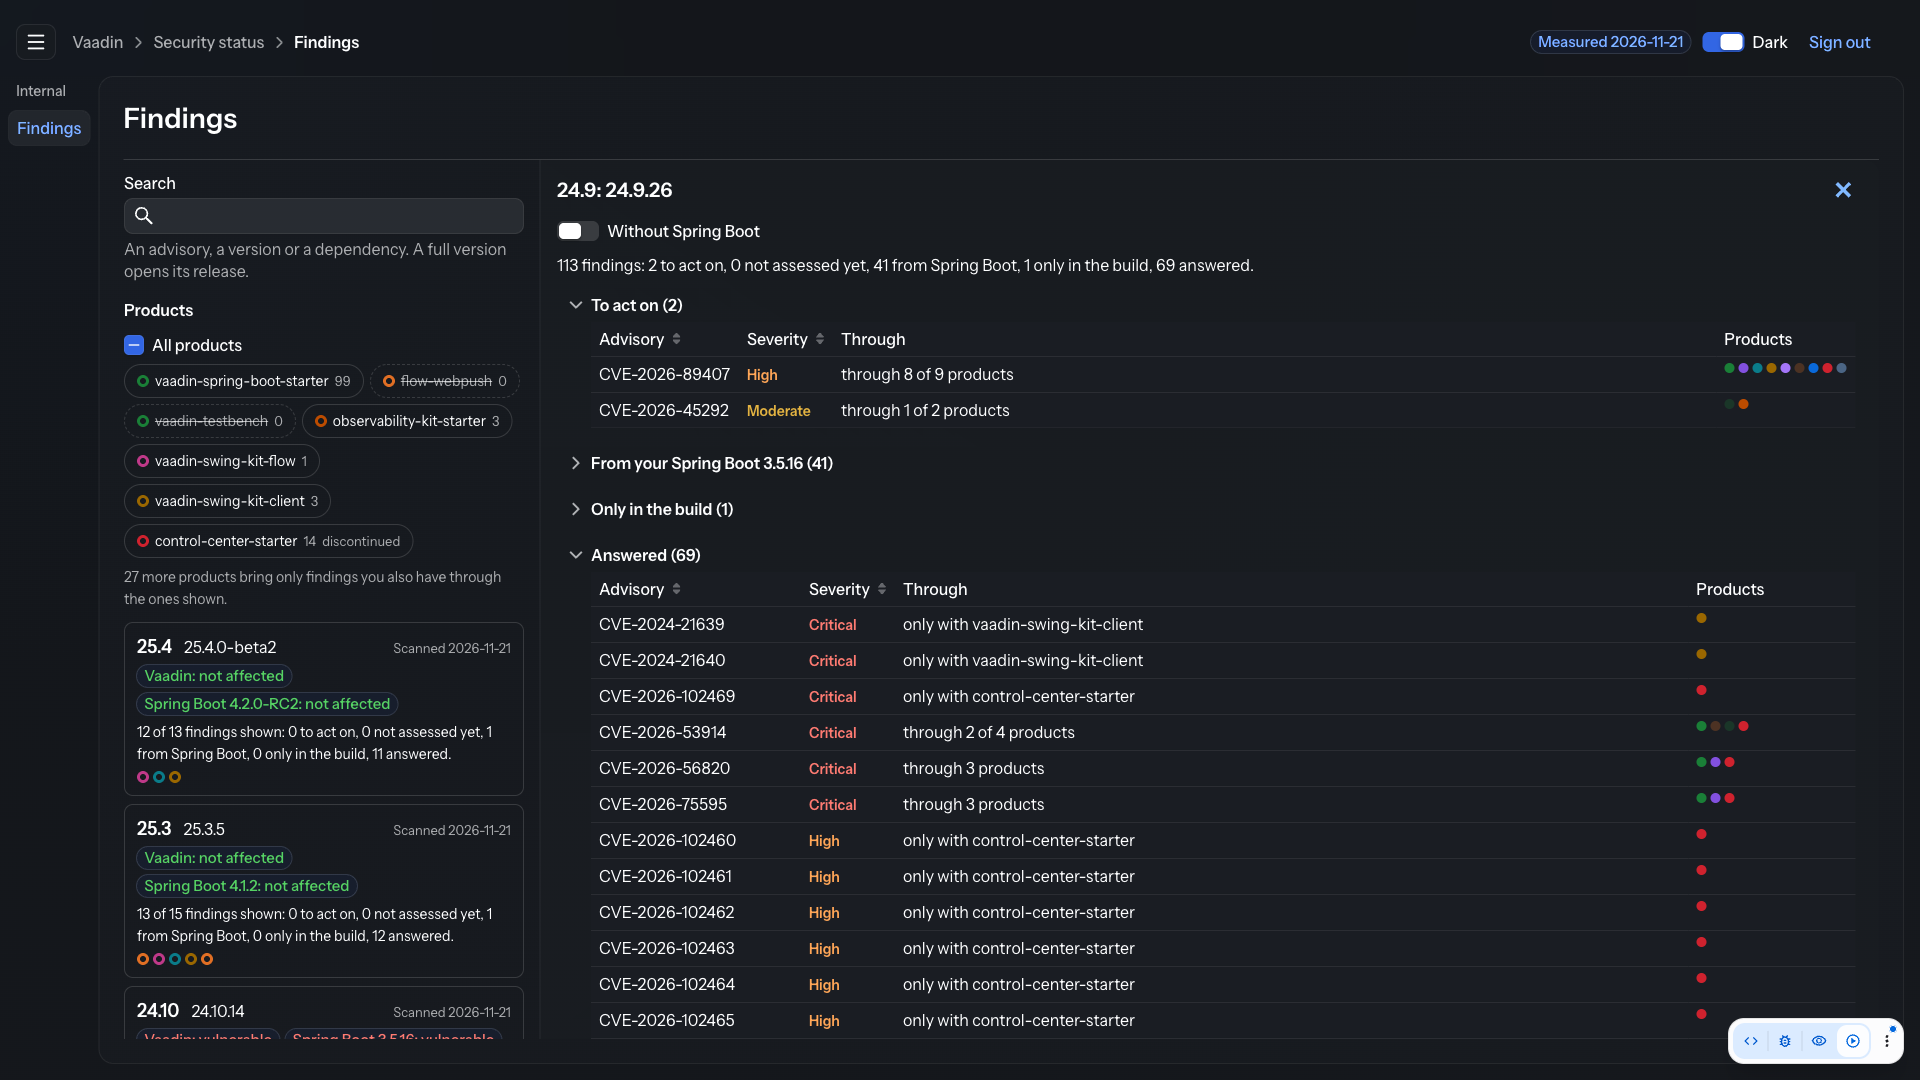 Vaadin > Security status > Findings
Measured 2026-11-21
Dark
Sign out
Internal
Findings
Findings
Search
An advisory, a version or a dependency. A full version
opens its release.
Products
All products
vaadin-spring-boot-starter 99
flow-webpush 0
vaadin-testbench 0
observability-kit-starter 3
vaadin-swing-kit-flow 1
vaadin-swing-kit-client 3
control-center-starter 14 discontinued
27 more products bring only findings you also have through
the ones shown.
25.4 25.4.0-beta2 Scanned 2026-11-21
Vaadin: not affected
Spring Boot 4.2.0-RC2: not affected
12 of 13 findings shown: 0 to act on, 0 not assessed yet, 1
from Spring Boot, 0 only in the build, 11 answered.
25.3 25.3.5 Scanned 2026-11-21
Vaadin: not affected
Spring Boot 4.1.2: not affected
13 of 15 findings shown: 0 to act on, 0 not assessed yet, 1
from Spring Boot, 0 only in the build, 12 answered.
24.10 24.10.14 Scanned 2026-11-21
Vaadin: vulnerable Spring Boot 3.5.16: vulnerable
24.9: 24.9.26
Without Spring Boot
113 findings: 2 to act on, 0 not assessed yet, 41 from Spring Boot, 1 only in the build, 69 answered.
To act on (2)
Advisory Severity Through Products
CVE-2026-89407 High through 8 of 9 products
CVE-2026-45292 Moderate through 1 of 2 products
From your Spring Boot 3.5.16 (41)
Only in the build (1)
Answered (69)
Advisory Severity Through Products
CVE-2024-21639 Critical only with vaadin-swing-kit-client
CVE-2024-21640 Critical only with vaadin-swing-kit-client
CVE-2026-102469 Critical only with control-center-starter
CVE-2026-53914 Critical through 2 of 4 products
CVE-2026-56820 Critical through 3 products
CVE-2026-75595 Critical through 3 products
CVE-2026-102460 High only with control-center-starter
CVE-2026-102461 High only with control-center-starter
CVE-2026-102462 High only with control-center-starter
CVE-2026-102463 High only with control-center-starter
CVE-2026-102464 High only with control-center-starter
CVE-2026-102465 High only with control-center-starter